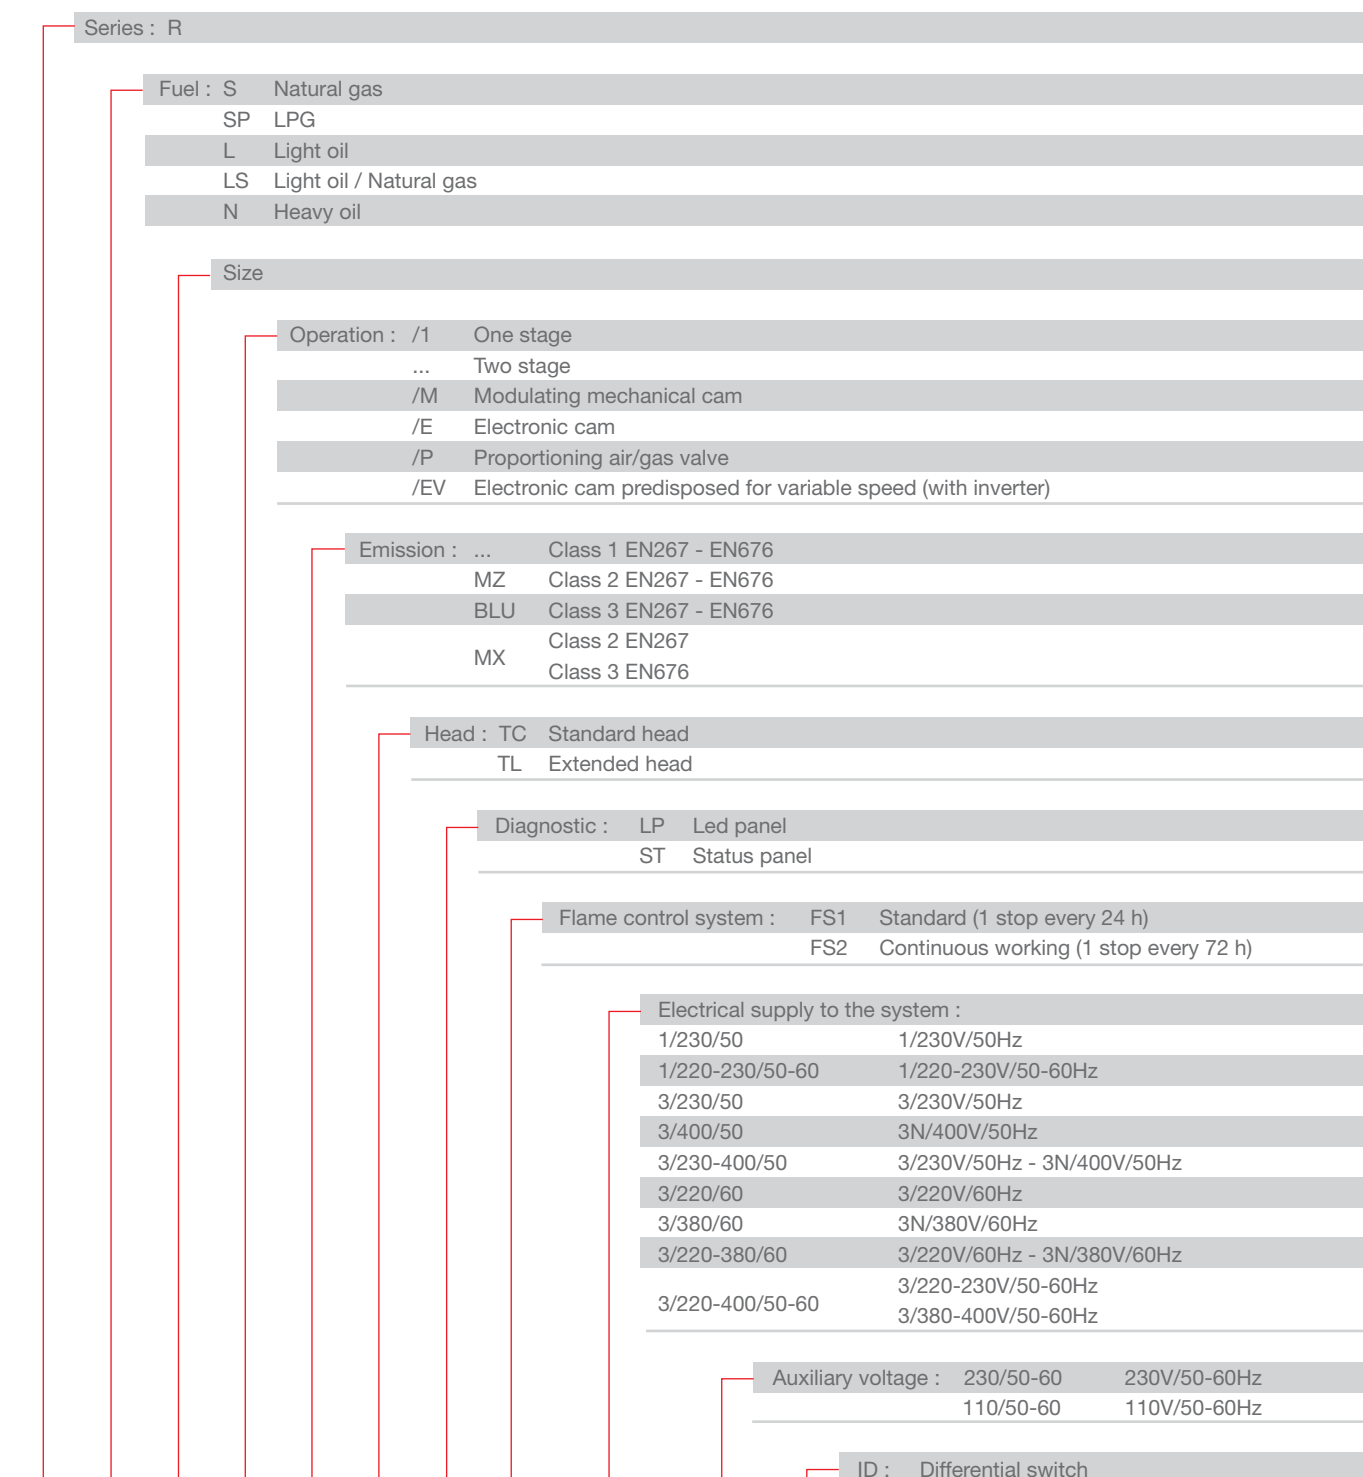 Series : R
Fuel : S Natural gas
SP LPG
L Light oil
LS Light oil / Natural gas
N Heavy oil
Size
Operation : /1 One stage
... Two stage
/M Modulating mechanical cam
/E Electronic cam
/P Proportioning air/gas valve
/EV Electronic cam predisposed for variable speed (with inverter)
Emission : ... Class 1 EN267 - EN676
MZ Class 2 EN267 - EN676
BLU Class 3 EN267 - EN676
MX Class 2 EN267
Class 3 EN676
Head : TC Standard head
TL Extended head
Diagnostic : LP Led panel
ST Status panel
Flame control system : FS1 Standard (1 stop every 24 h)
FS2 Continuous working (1 stop every 72 h)
Electrical supply to the system :
1/230/50 1/230V/50Hz
1/220-230/50-60 1/220-230V/50-60Hz
3/230/50 3/230V/50Hz
3/400/50 3N/400V/50Hz
3/230-400/50 3/230V/50Hz - 3N/400V/50Hz
3/220/60 3/220V/60Hz
3/380/60 3N/380V/60Hz
3/220-380/60 3/220V/60Hz - 3N/380V/60Hz
3/220-400/50-60 3/220-230V/50-60Hz
3/380-400V/50-60Hz
Auxiliary voltage : 230/50-60 230V/50-60Hz
110/50-60 110V/50-60Hz
ID : Differential switch